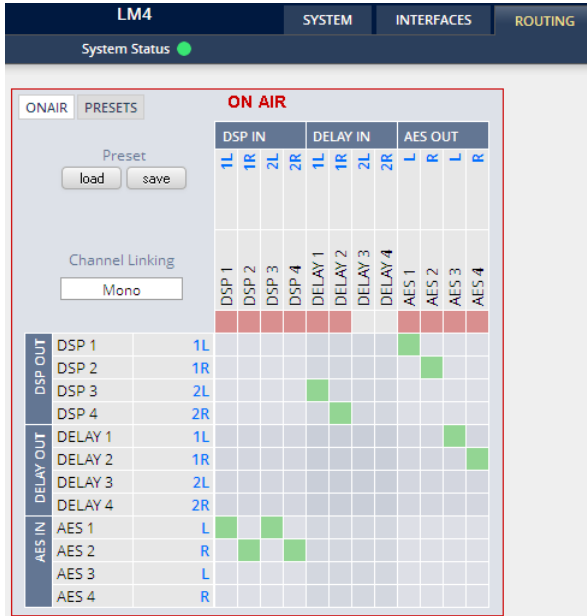 LM4 SYSTEM INTERFACES ROUTING
System Status
ONAIR PRESETS ON AIR
DSP IN DELAY IN AES OUT
1L 1R 2L 2R 1L 1R 2L 2R L R L R
Preset
load save
Channel Linking
Mono
DSP 1 DSP 2 DSP 3 DSP 4 DELAY 1 DELAY 2 DELAY 3 DELAY 4 AES 1 AES 2 AES 3 AES 4
DSP OUT
DSP 1 1L
DSP 2 1R
DSP 3 2L
DSP 4 2R
DELAY OUT
DELAY 1 1L
DELAY 2 1R
DELAY 3 2L
DELAY 4 2R
AES IN
AES 1 L
AES 2 R
AES 3 L
AES 4 R